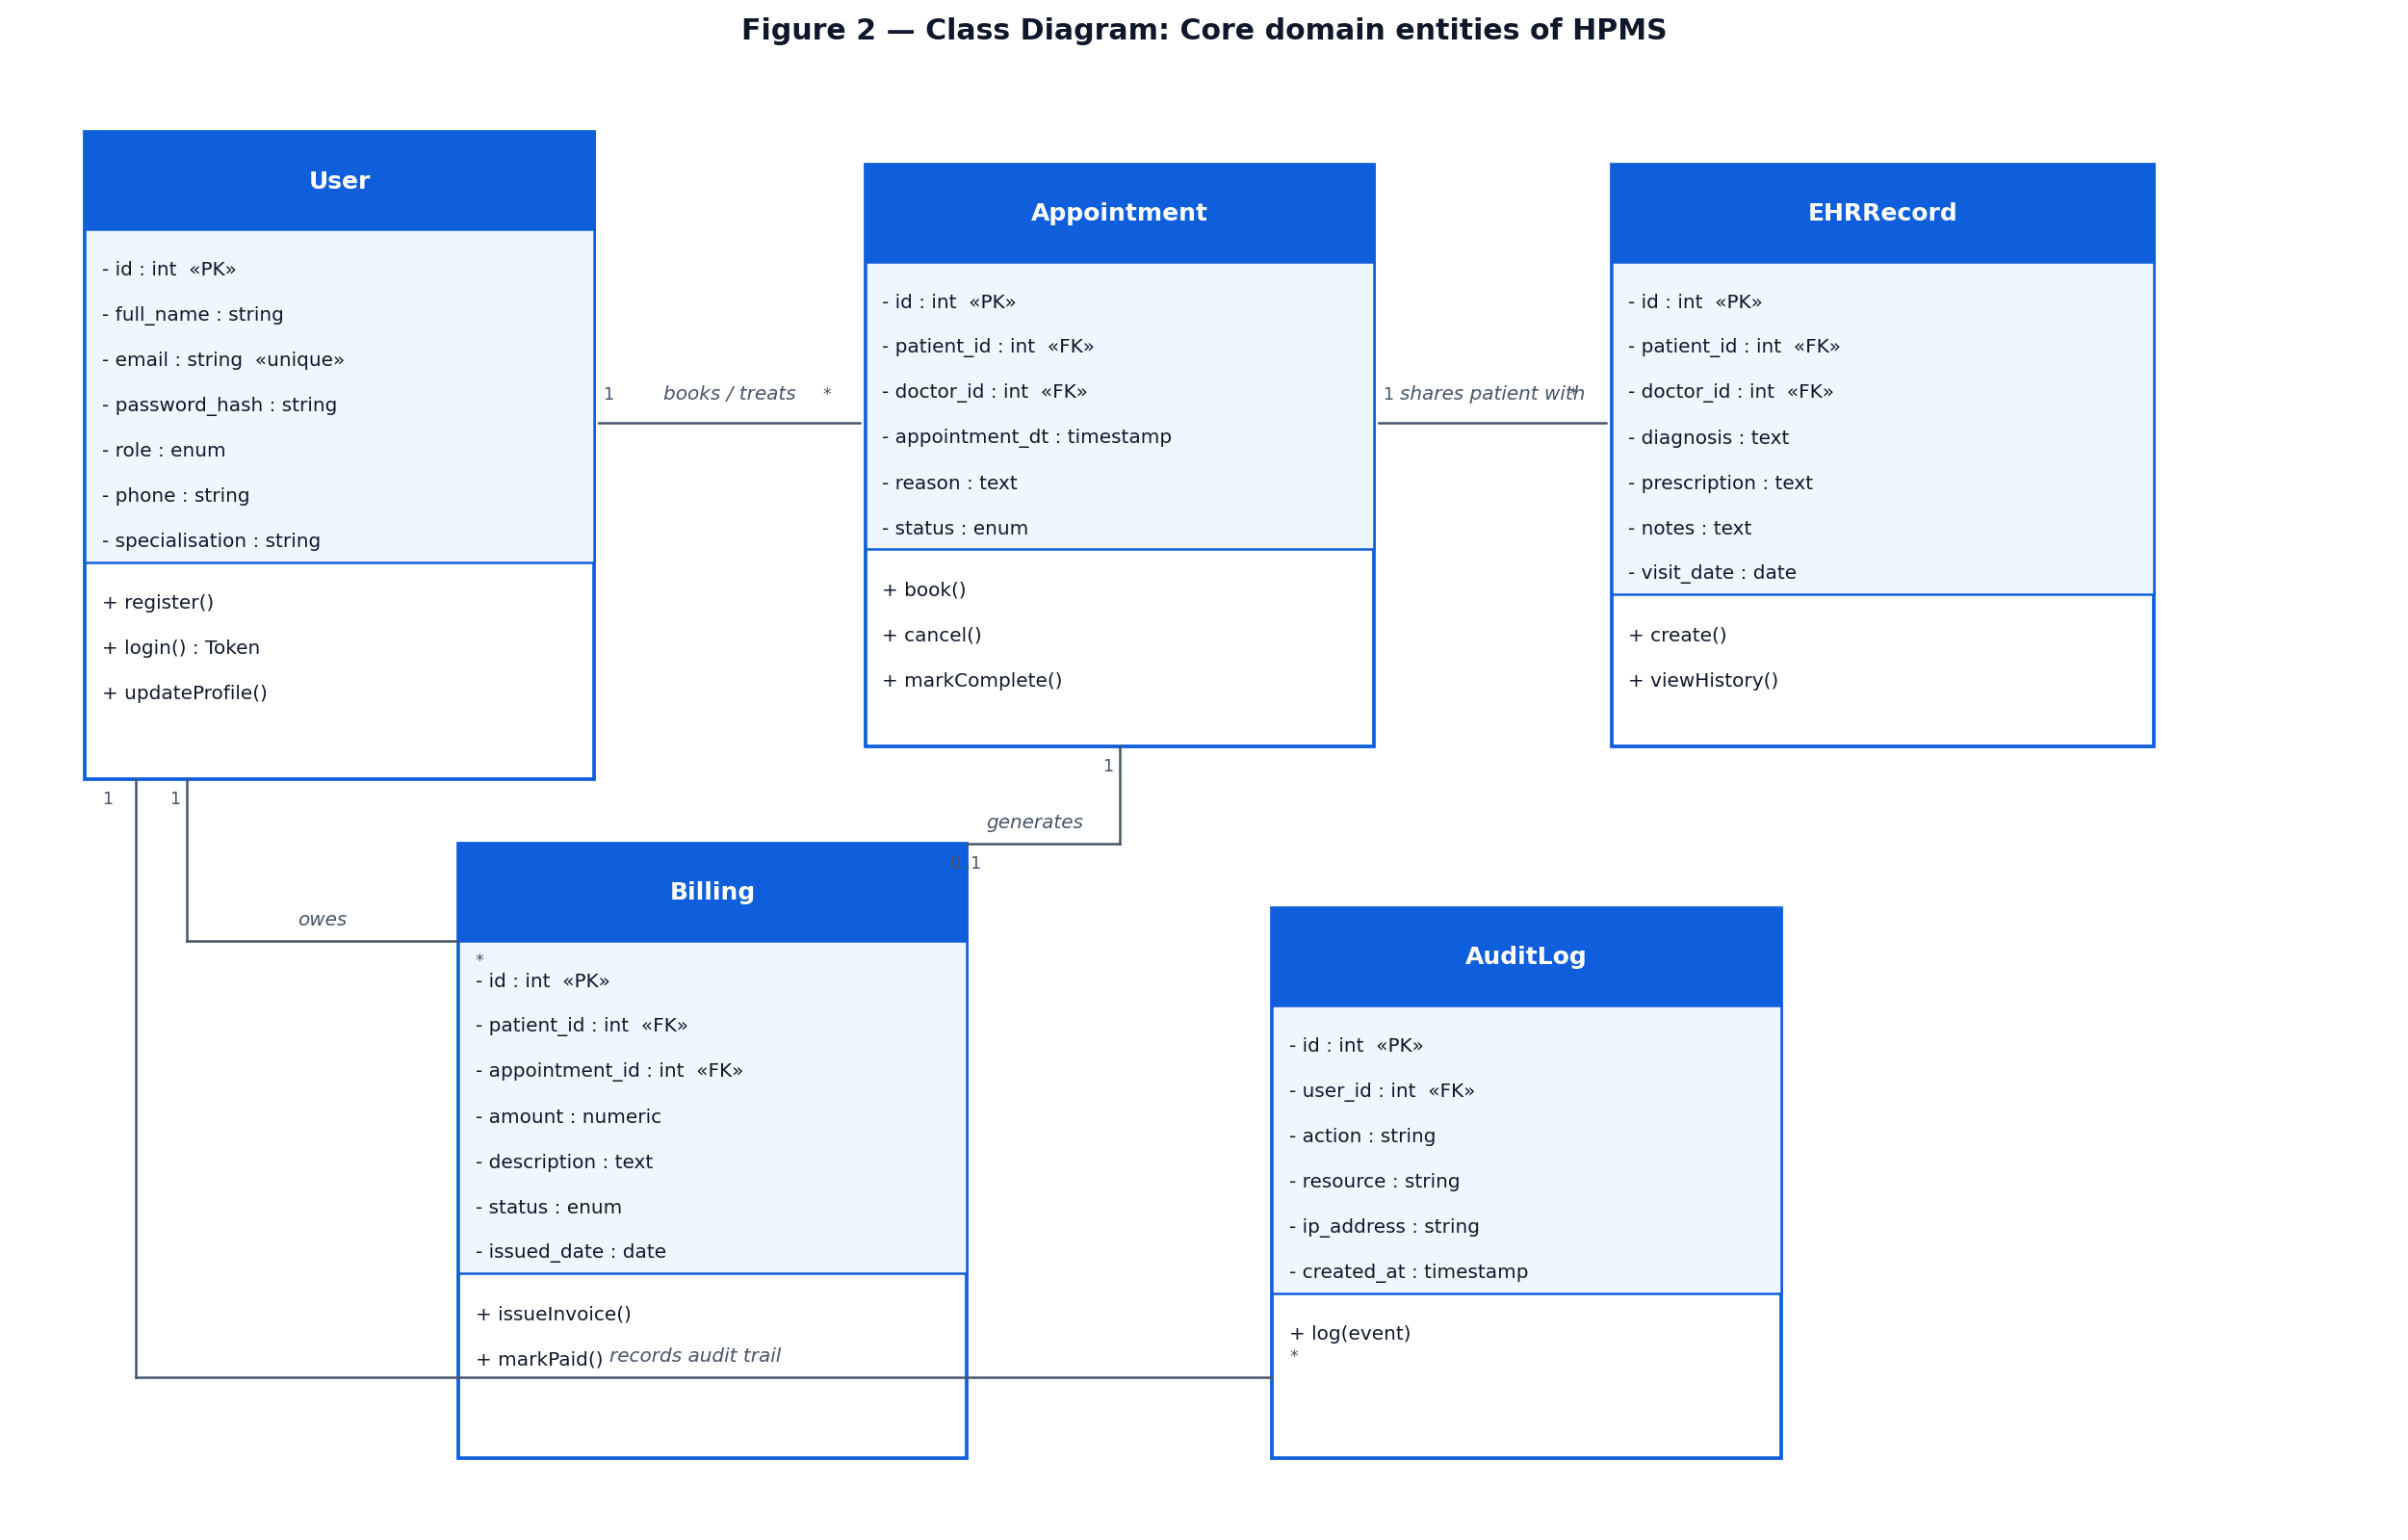 Figure 2 — Class Diagram: Core domain entities of HPMS
User
- id : int  «PK»
- full_name : string
- email : string  «unique»
- password_hash : string
- role : enum
- phone : string
- specialisation : string
+ register()
+ login() : Token
+ updateProfile()
1 books / treats *
Appointment
- id : int  «PK»
- patient_id : int  «FK»
- doctor_id : int  «FK»
- appointment_dt : timestamp
- reason : text
- status : enum
+ book()
+ cancel()
+ markComplete()
1 shares patient with *
EHRRecord
- id : int  «PK»
- patient_id : int  «FK»
- doctor_id : int  «FK»
- diagnosis : text
- prescription : text
- notes : text
- visit_date : date
+ create()
+ viewHistory()
1
1
1
generates
0..1
owes
*
Billing
- id : int  «PK»
- patient_id : int  «FK»
- appointment_id : int  «FK»
- amount : numeric
- description : text
- status : enum
- issued_date : date
+ issueInvoice()
+ markPaid()
records audit trail
AuditLog
- id : int  «PK»
- user_id : int  «FK»
- action : string
- resource : string
- ip_address : string
- created_at : timestamp
+ log(event)
*